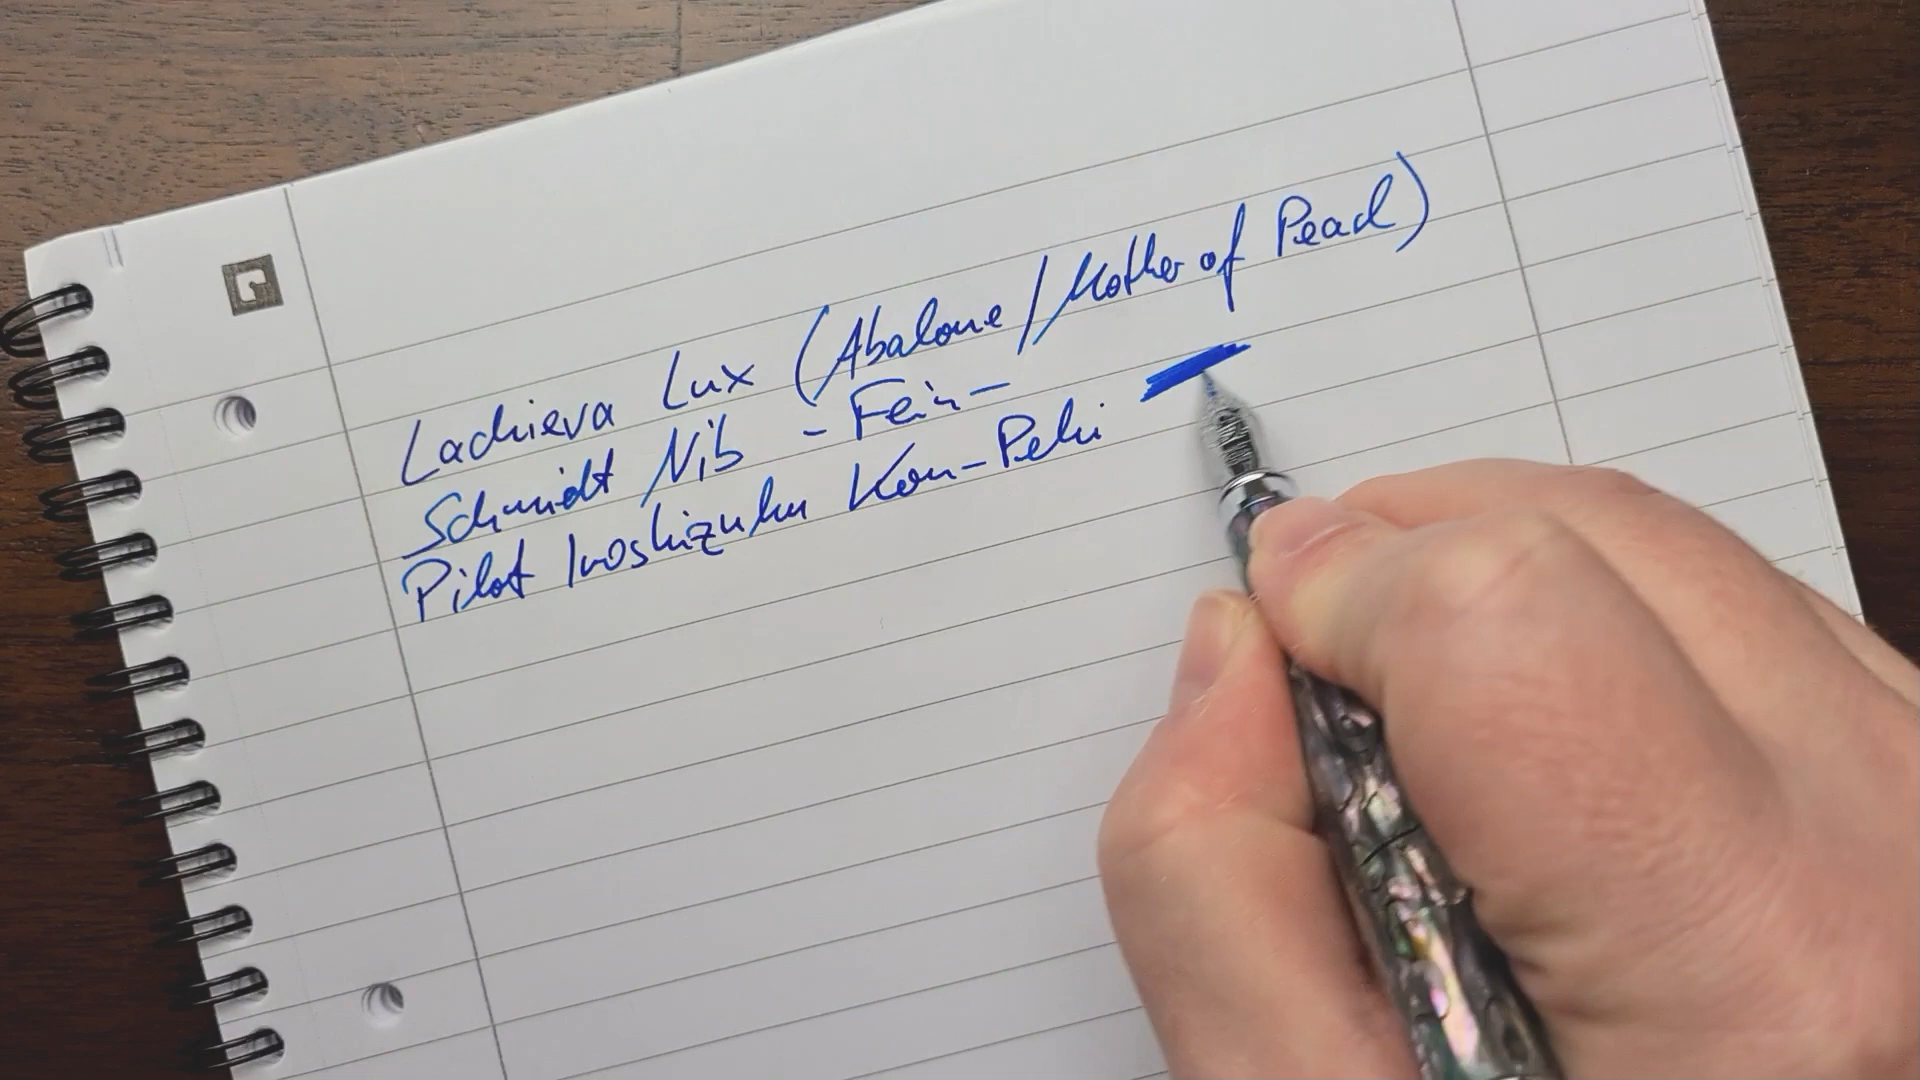 Lachieva Lux (Abalone/Mother of Pearl)
Schmidt Nib - Fein -
Pilot Iroshizuku Kon-Peki